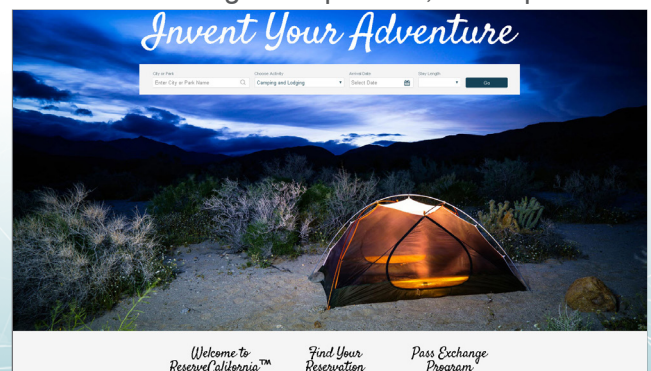 Invent Your Adventure
City or Park Choose Activity Arrival Date Stay Length
Enter City or Park Name Camping and Lodging Select Date Go
Welcome to ReserveCalifornia™
Find Your Reservation
Pass Exchange Program